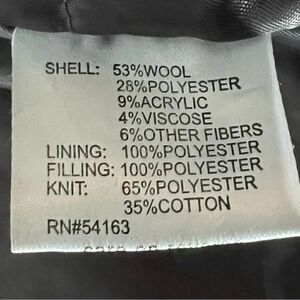 SHELL: 53%WOOL
28%POLYESTER
9%ACRYLIC
4%VISCOSE
6%OTHER FIBERS
LINING: 100%POLYESTER
FILLING: 100%POLYESTER
KNIT: 65%POLYESTER
35%COTTON
RN#54163